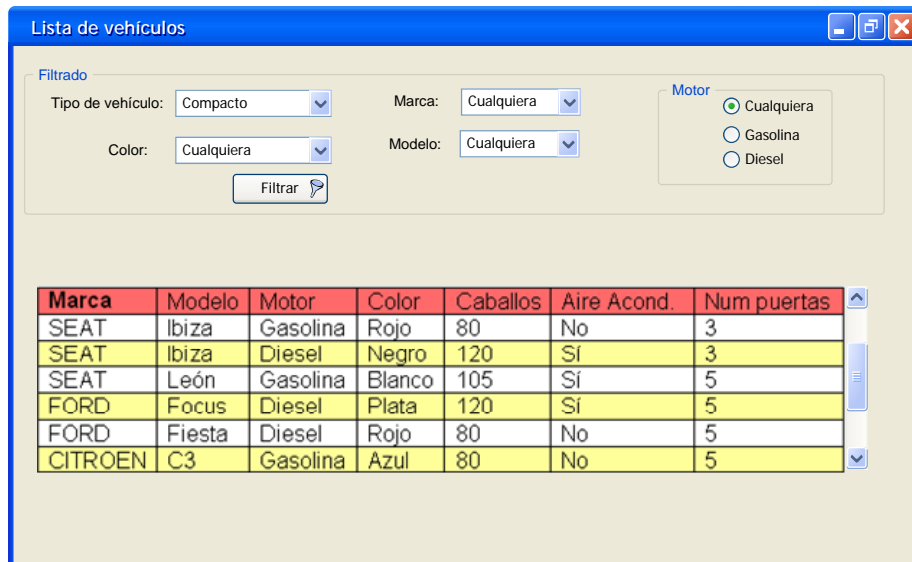 Lista de vehículos
Filtrado
Tipo de vehículo: Compacto
Marca: Cualquiera
Motor
Cualquiera
Gasolina
Diesel
Color: Cualquiera
Modelo: Cualquiera
Filtrar
Marca Modelo Motor Color Caballos Aire Acond. Num puertas
SEAT Ibiza Gasolina Rojo 80 No 3
SEAT Ibiza Diesel Negro 120 Sí 3
SEAT León Gasolina Blanco 105 Sí 5
FORD Focus Diesel Plata 120 Sí 5
FORD Fiesta Diesel Rojo 80 No 5
CITROEN C3 Gasolina Azul 80 No 5